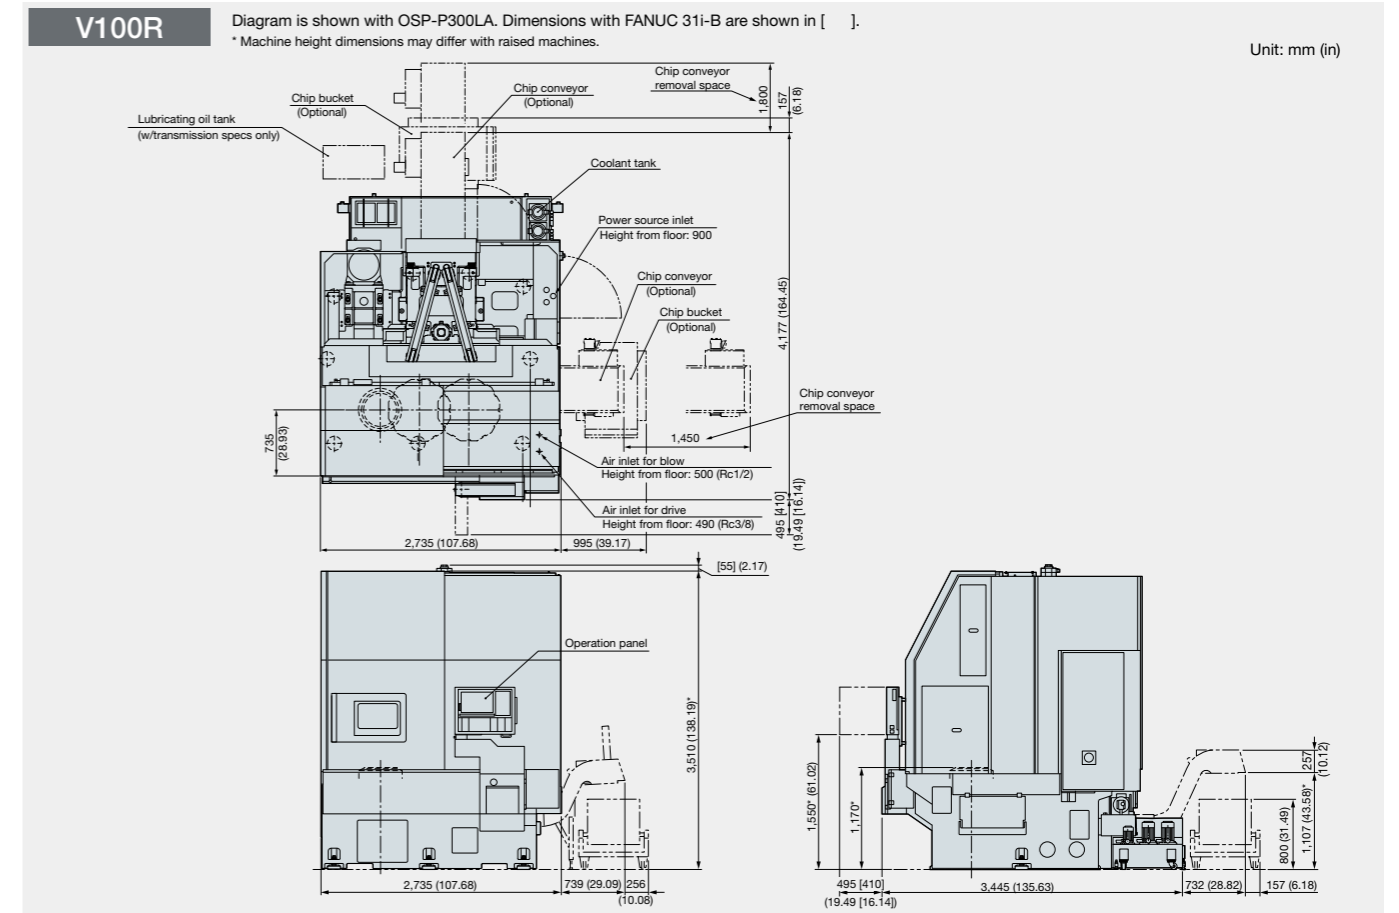 V100R
Diagram is shown with OSP-P300LA. Dimensions with FANUC 31i-B are shown in [ ].
* Machine height dimensions may differ with raised machines.
Unit: mm (in)
Chip conveyor
removal space
1,800
157
(6.18)
Chip conveyor
(Optional)
Chip bucket
(Optional)
Lubricating oil tank
(w/transmission specs only)
Coolant tank
Power source inlet
Height from floor: 900
Chip conveyor
(Optional)
Chip bucket
(Optional)
4,177 (164.45)
Chip conveyor
removal space
1,450
735
(28.93)
Air inlet for blow
Height from floor: 500 (Rc1/2)
Air inlet for drive
Height from floor: 490 (Rc3/8)
495 [410]
(19.49 [16.14])
2,735 (107.68)
995 (39.17)
[55] (2.17)
Operation panel
3,510 (138.19)*
2,735 (107.68)
739 (29.09)
256
(10.08)
1,550* (61.02)
1,170*
257
(10.12)
800 (31.49)
1,107 (43.58)*
495 [410]
(19.49 [16.14])
3,445 (135.63)
732 (28.82)
157 (6.18)